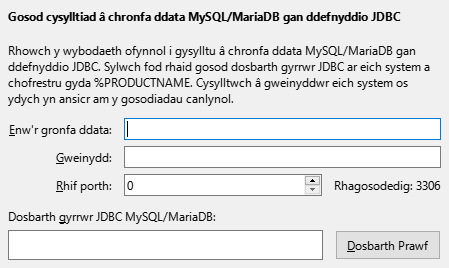 Gosod cysylltiad â chronfa ddata MySQL/MariaDB gan ddefnyddio JDBC
Rhowch y wybodaeth ofynnol i gysylltu â chronfa ddata MySQL/MariaDB gan
ddefnyddio JDBC. Sylwch fod rhaid gosod dosbarth gyrrwr JDBC ar eich system a
chofrestru gyda %PRODUCTNAME. Cysylltwch â gweinyddwr eich system os
ydych yn ansicr am y gosodiadau canlynol.
Enw'r gronfa ddata:
Gweinydd:
Rhif porth: 0 Rhagosodedig: 3306
Dosbarth gyrrwr JDBC MySQL/MariaDB:
Dosbarth Prawf